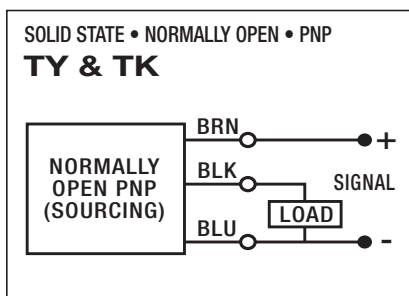 SOLID STATE • NORMALLY OPEN • PNP
TY & TK
BRN
+
NORMALLY
OPEN PNP
(SOURCING)
BLK
SIGNAL
LOAD
BLU
-